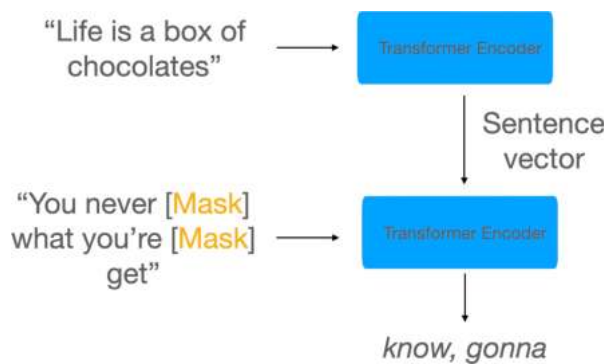 “Life is a box of
chocolates”
Transformer Encoder
Sentence
vector
“You never [Mask]
what you're [Mask]
get”
Transformer Encoder
know, gonna